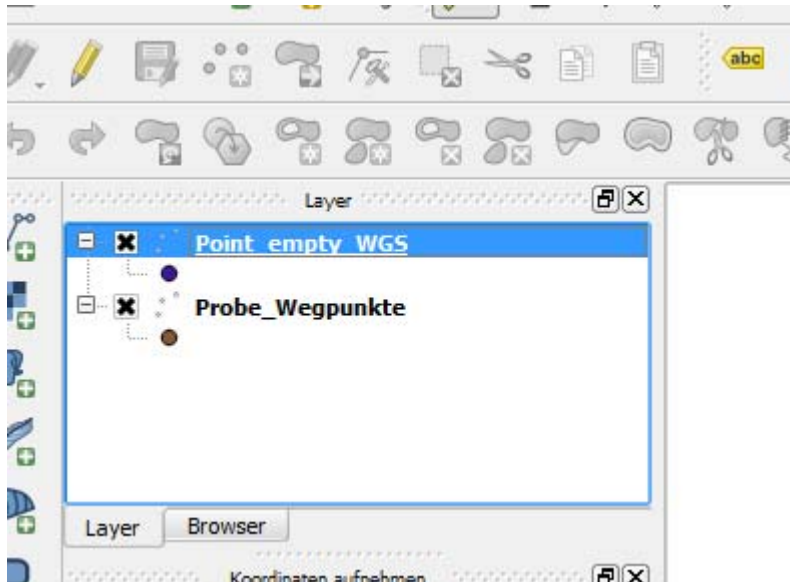 abc
Layer
Point_empty_WGS
Probe_Wegpunkte
Layer Browser
Koordinaten aufnehmen